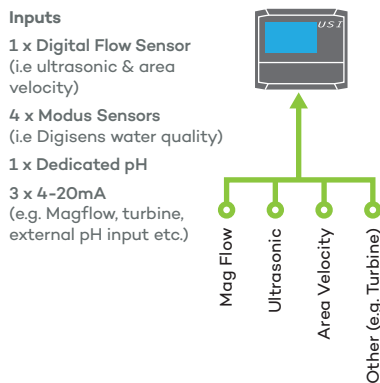 Inputs
1 x Digital Flow Sensor
(i.e ultrasonic & area
velocity)
4 x Modus Sensors
(i.e Digisens water quality)
1 x Dedicated pH
3 x 4-20mA
(e.g. Magflow, turbine,
external pH input etc.)
USI
Mag Flow
Ultrasonic
Area Velocity
Other (e.g. Turbine)